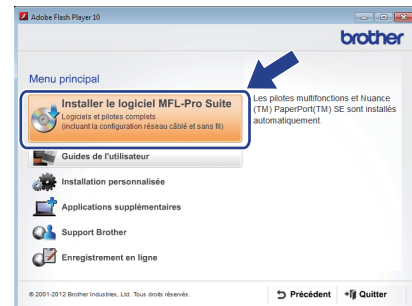 Adobe Flash Player 10
brother
Menu principal
Installer le logiciel MFL-Pro Suite
Logiciels et pilotes complets
(incluant la configuration réseau câblé et sans fil)
Les pilotes multifonctions et Nuance
(TM) PaperPort(TM) SE sont installés
automatiquement.
Guides de l'utilisateur
Installation personnalisée
Applications supplémentaires
Support Brother
Enregistrement en ligne
© 2001-2012 Brother Industries, Ltd. Tous droits réservés.
Précédent
Quitter